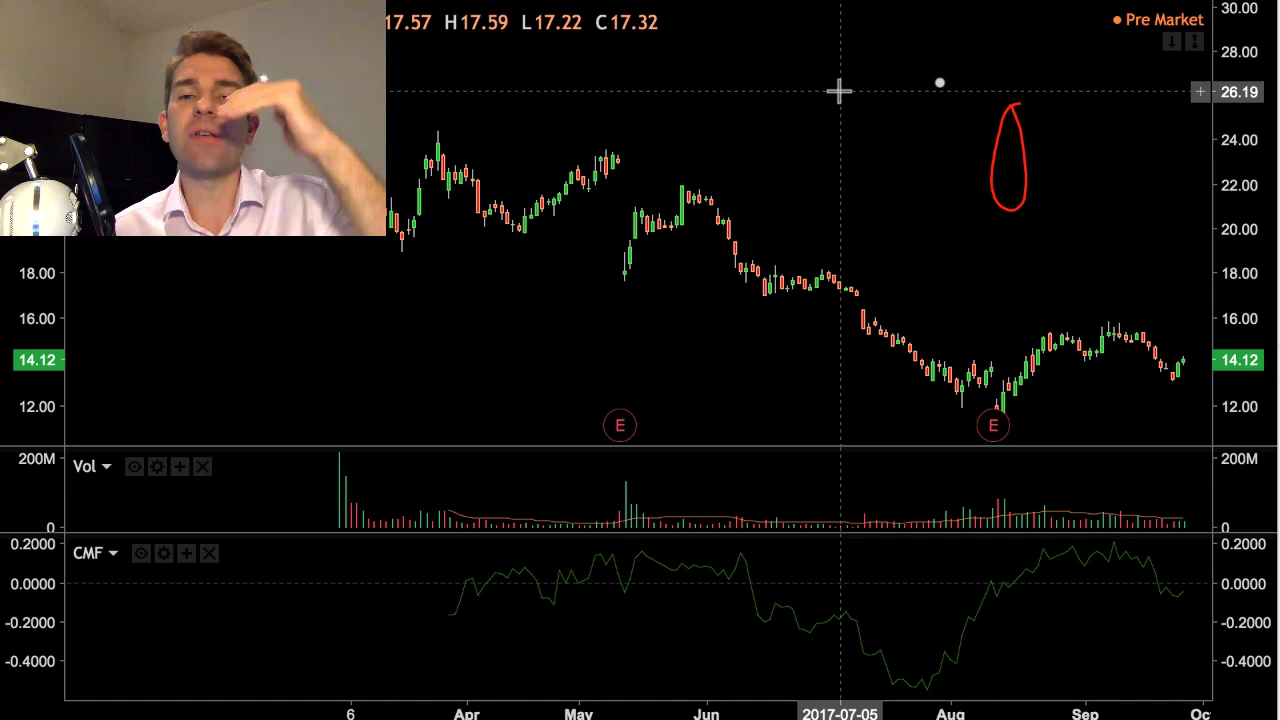 17.57 H17.59 L17.22 C17.32
Pre Market
30.00
28.00
26.19
24.00
22.00
20.00
18.00 18.00
16.00 16.00
14.12 14.12
12.00 12.00
E E
200M Vol 200M
0 0
0.2000 CMF 0.2000
0.0000 0.0000
-0.2000 -0.2000
-0.4000 -0.4000
6 Apr May Jun 2017-07-05 Aug Sep Oc